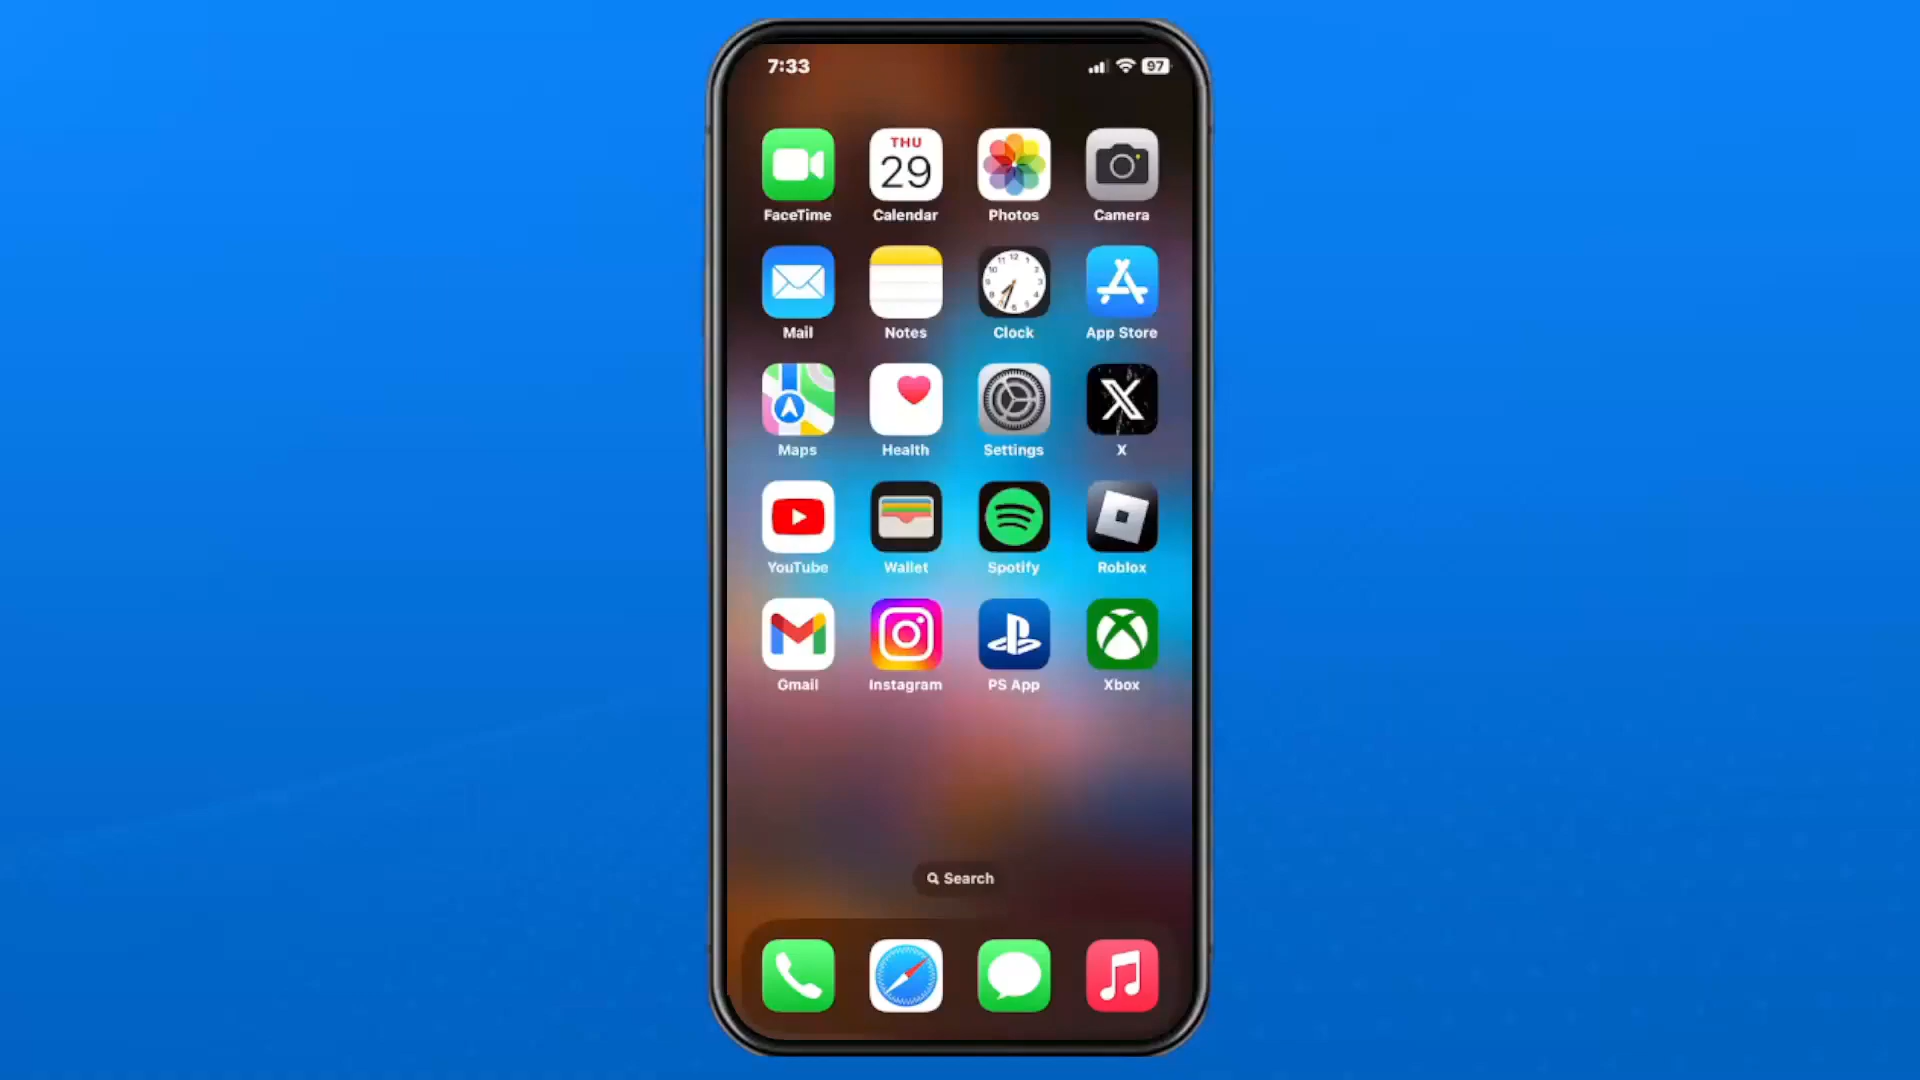 7:33
97
THU
29
FaceTime
Calendar
Photos
Camera
Mail
Notes
Clock
App Store
Maps
Health
Settings
X
YouTube
Wallet
Spotify
Roblox
Gmail
Instagram
PS App
Xbox
Search